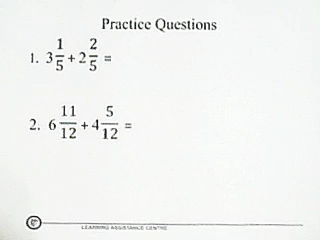 Practice Questions
1. 3 1/5 + 2 2/5 =
2. 6 11/12 + 4 5/12 =
LEARNING ASSISTANCE CENTRE